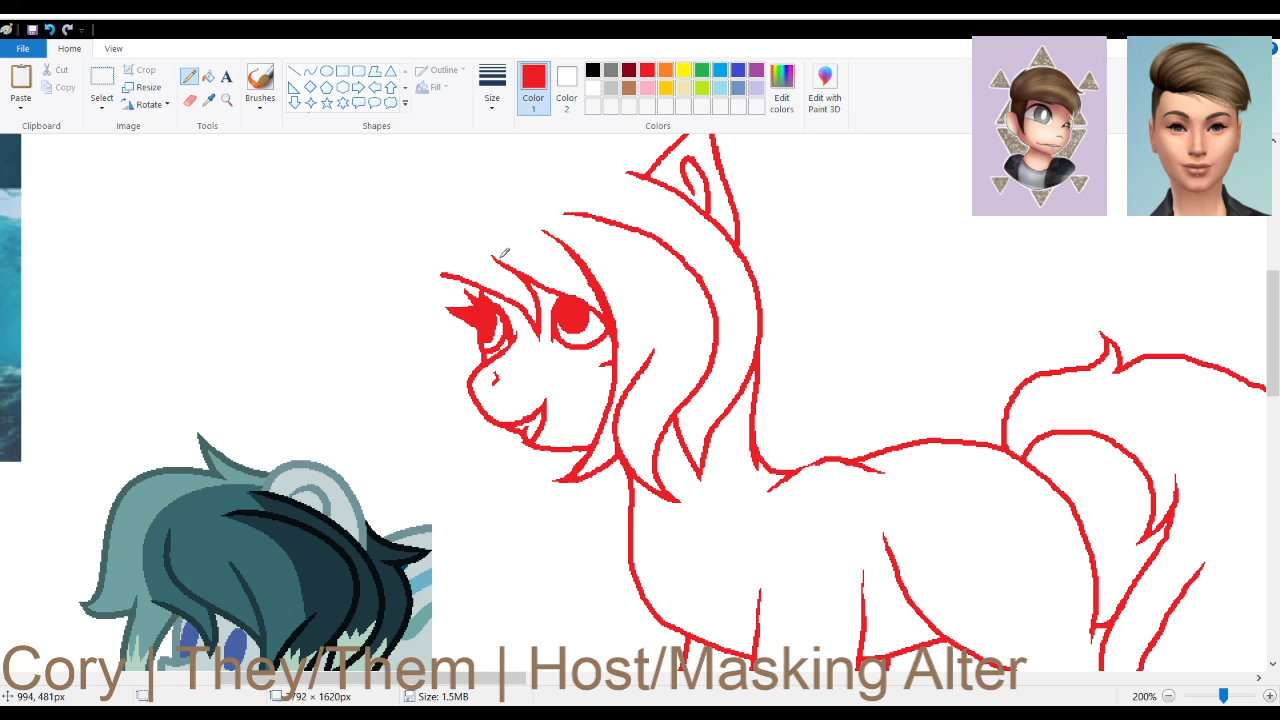 File Home View
Paste
Cut
Copy
Clipboard
Select
Crop
Resize
Rotate
Image
Tools
Brushes
Outline
Fill
Shapes
Size
Color 1
Color 2
Edit colors
Edit with Paint 3D
Colors
Cory | They/Them | Host/Masking Alter
994, 481px
Size: 1.5MB
200%